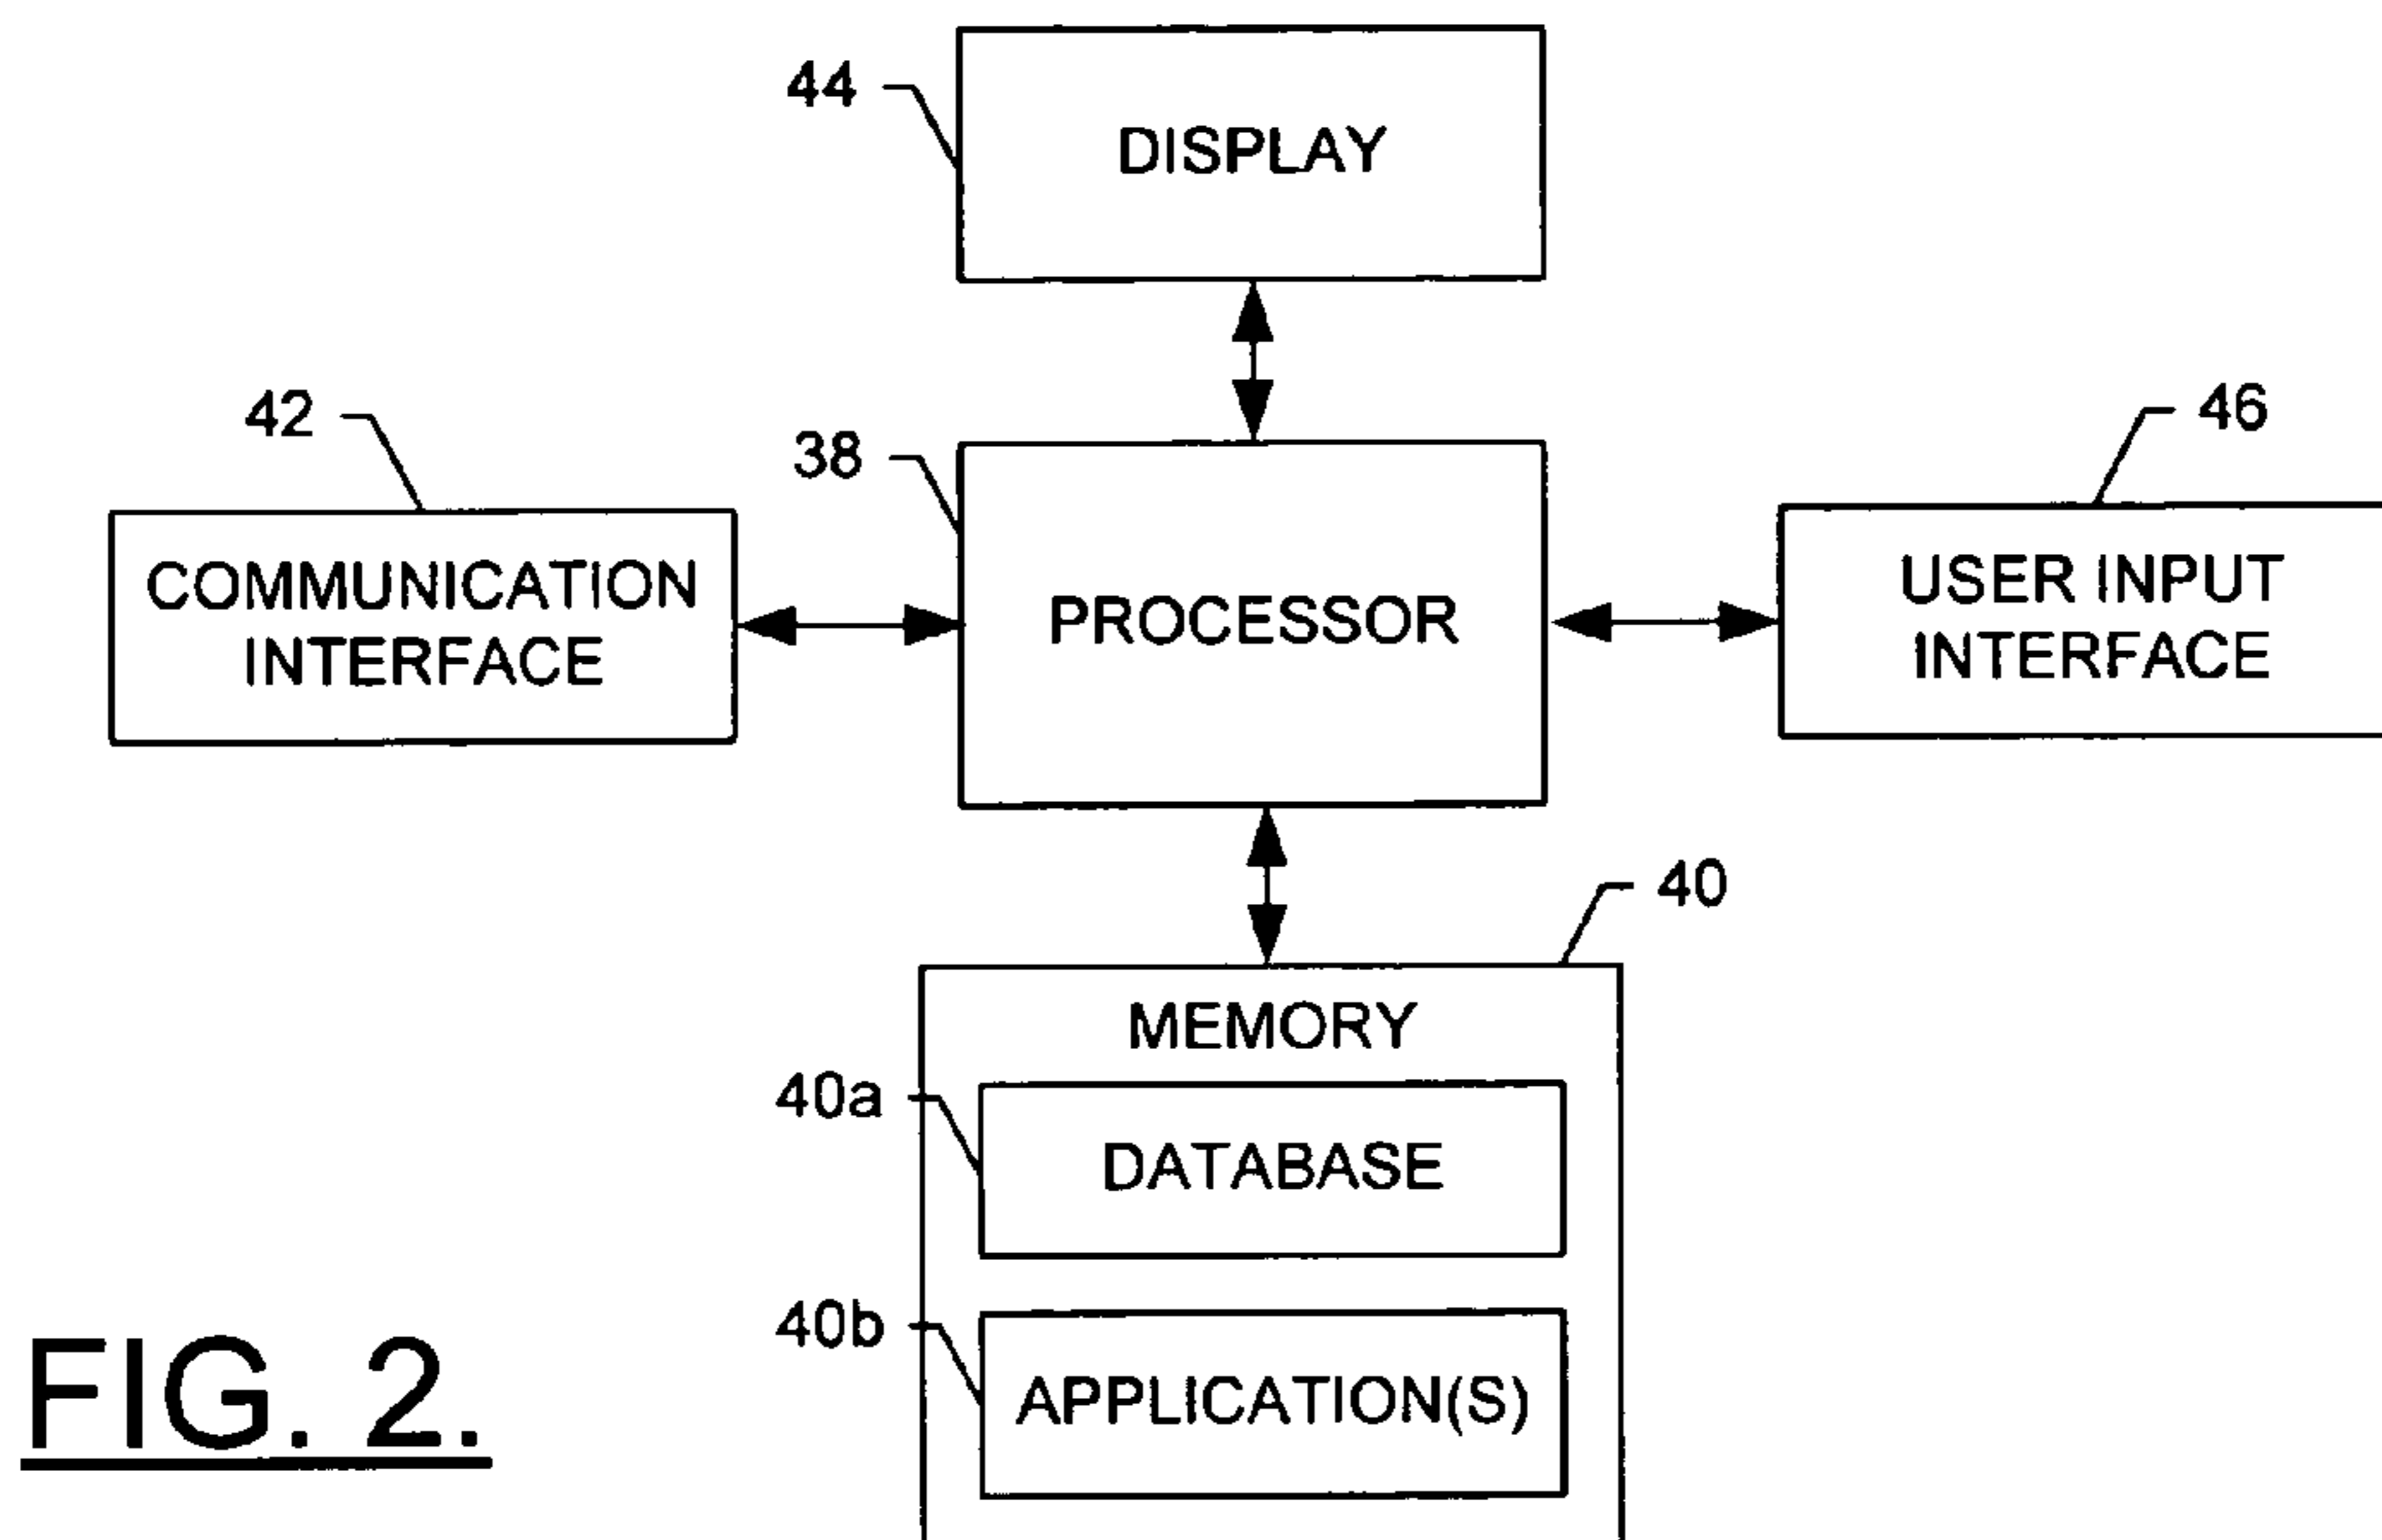 44
DISPLAY
42
38
46
COMMUNICATION
INTERFACE
PROCESSOR
USER INPUT
INTERFACE
40
MEMORY
40a
DATABASE
40b
APPLICATION(S)
FIG. 2.